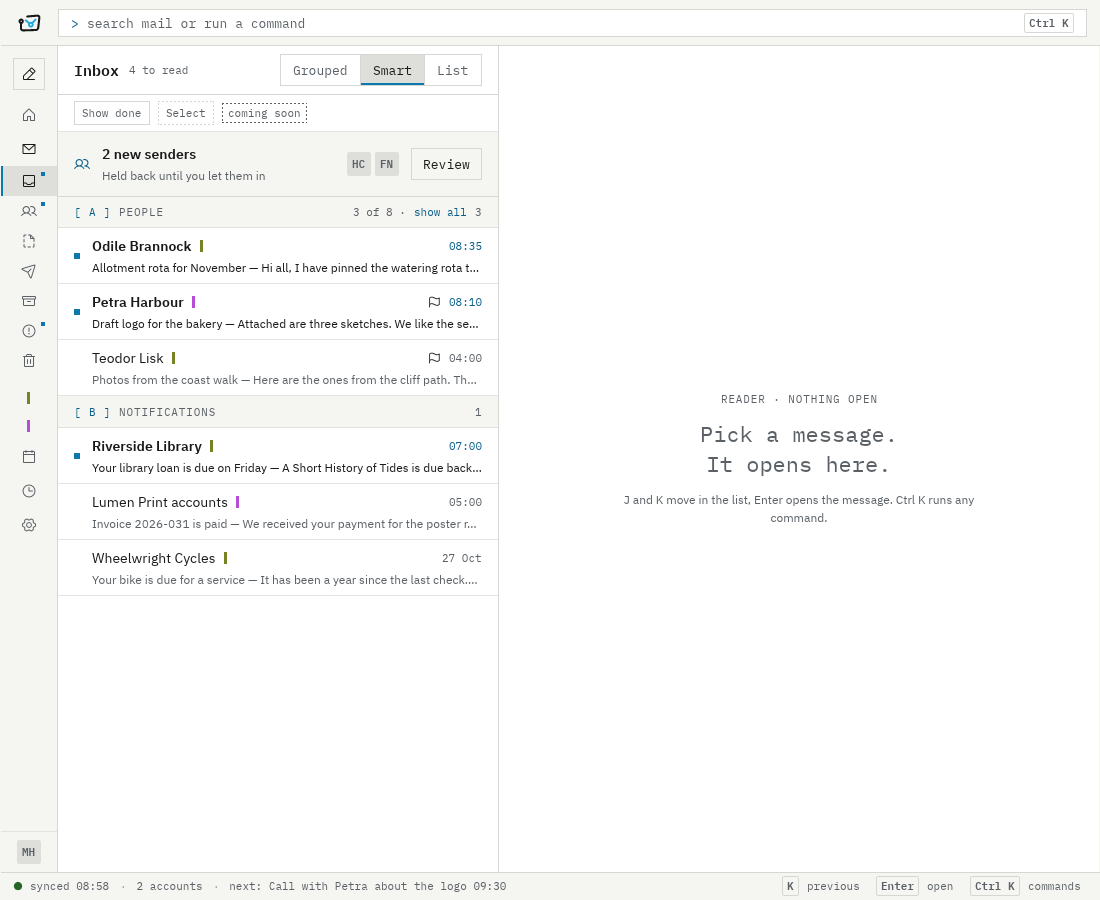 > search mail or run a command Ctrl K
Inbox 4 to read Grouped Smart List
Show done Select coming soon
2 new senders
Held back until you let them in
HC FN Review
[ A ] PEOPLE 3 of 8 · show all 3
Odile Brannock 08:35
Allotment rota for November — Hi all, I have pinned the watering rota t...
Petra Harbour 08:10
Draft logo for the bakery — Attached are three sketches. We like the se...
Teodor Lisk 04:00
Photos from the coast walk — Here are the ones from the cliff path. Th...
[ B ] NOTIFICATIONS 1
Riverside Library 07:00
Your library loan is due on Friday — A Short History of Tides is due back...
Lumen Print accounts 05:00
Invoice 2026-031 is paid — We received your payment for the poster r...
Wheelwright Cycles 27 Oct
Your bike is due for a service — It has been a year since the last check....
READER · NOTHING OPEN
Pick a message.
It opens here.
J and K move in the list, Enter opens the message. Ctrl K runs any
command.
MH
synced 08:58 · 2 accounts · next: Call with Petra about the logo 09:30
K previous Enter open Ctrl K commands